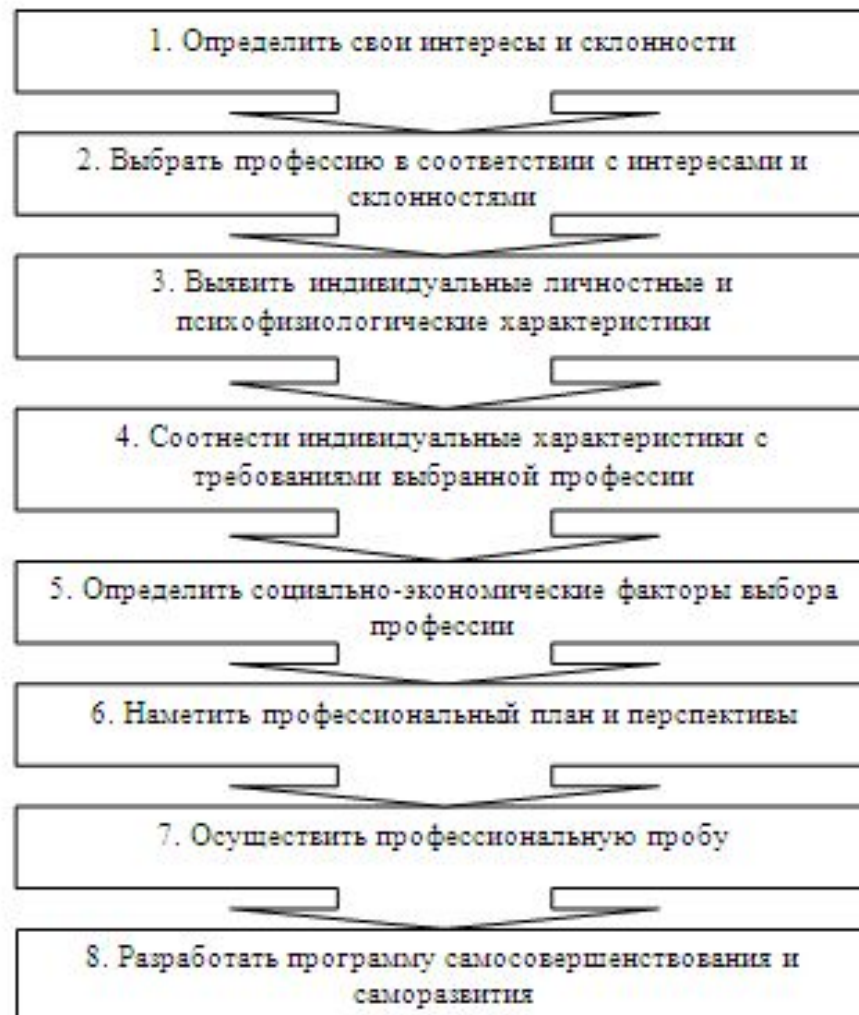 1. Определить свои интересы и склонности
2. Выбрать профессию в соответствии с интересами и
склонностями
3. Выявить индивидуальные личностные и
психофизиологические характеристики
4. Соотнести индивидуальные характеристики с
требованиями выбранной профессии
5. Определить социально-экономические факторы выбора
профессии
6. Наметить профессиональный план и перспективы
7. Осуществить профессиональную пробу
8. Разработать программу самосовершенствования и
саморазвития